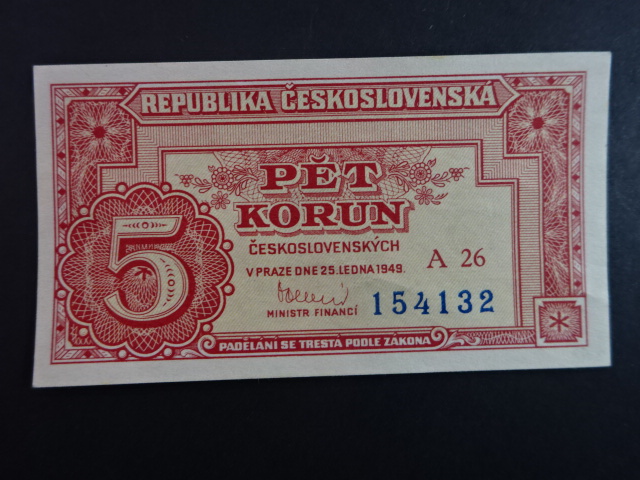 REPUBLIKA ČESKOSLOVENSKÁ
PĚT
KORUN
ČESKOSLOVENSKÝCH
V PRAZE DNE 25. LEDNA 1949.
A 26
5
154132
MINISTR FINANCÍ
PADĚLÁNÍ SE TRESTÁ PODLE ZÁKONA